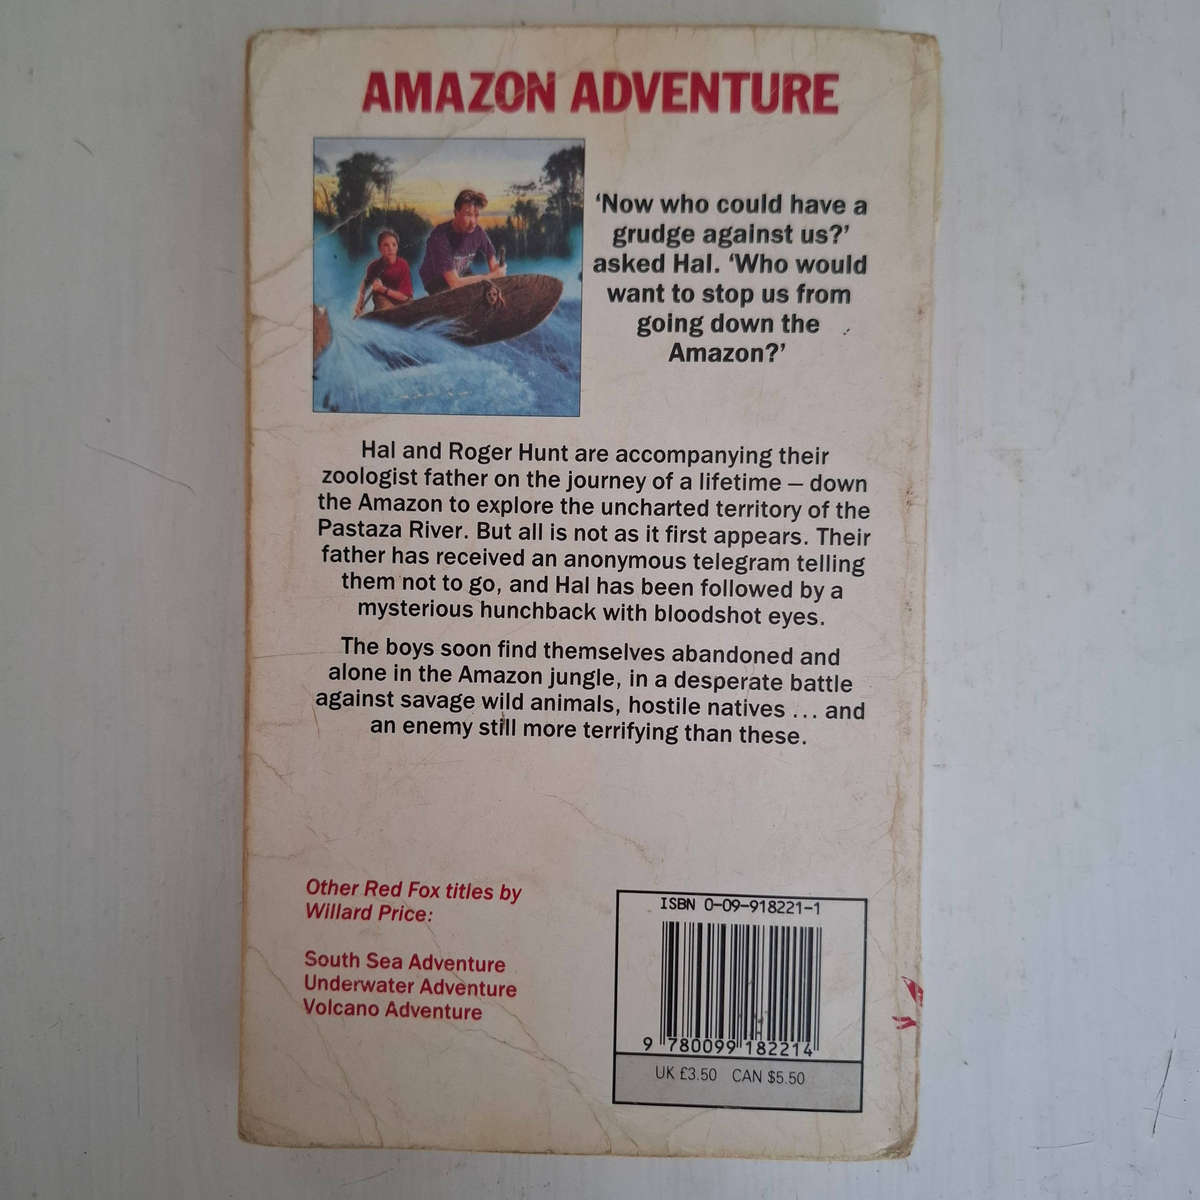 AMAZON ADVENTURE
‘Now who could have a
grudge against us?’
asked Hal. ‘Who would
want to stop us from
going down the
Amazon?’
Hal and Roger Hunt are accompanying their
zoologist father on the journey of a lifetime – down
the Amazon to explore the uncharted territory of the
Pastaza River. But all is not as it first appears. Their
father has received an anonymous telegram telling
them not to go, and Hal has been followed by a
mysterious hunchback with bloodshot eyes.
The boys soon find themselves abandoned and
alone in the Amazon jungle, in a desperate battle
against savage wild animals, hostile natives ... and
an enemy still more terrifying than these.
Other Red Fox titles by
Willard Price:
South Sea Adventure
Underwater Adventure
Volcano Adventure
ISBN 0-09-918221-1
9 780099 182214
UK £3.50 CAN $5.50